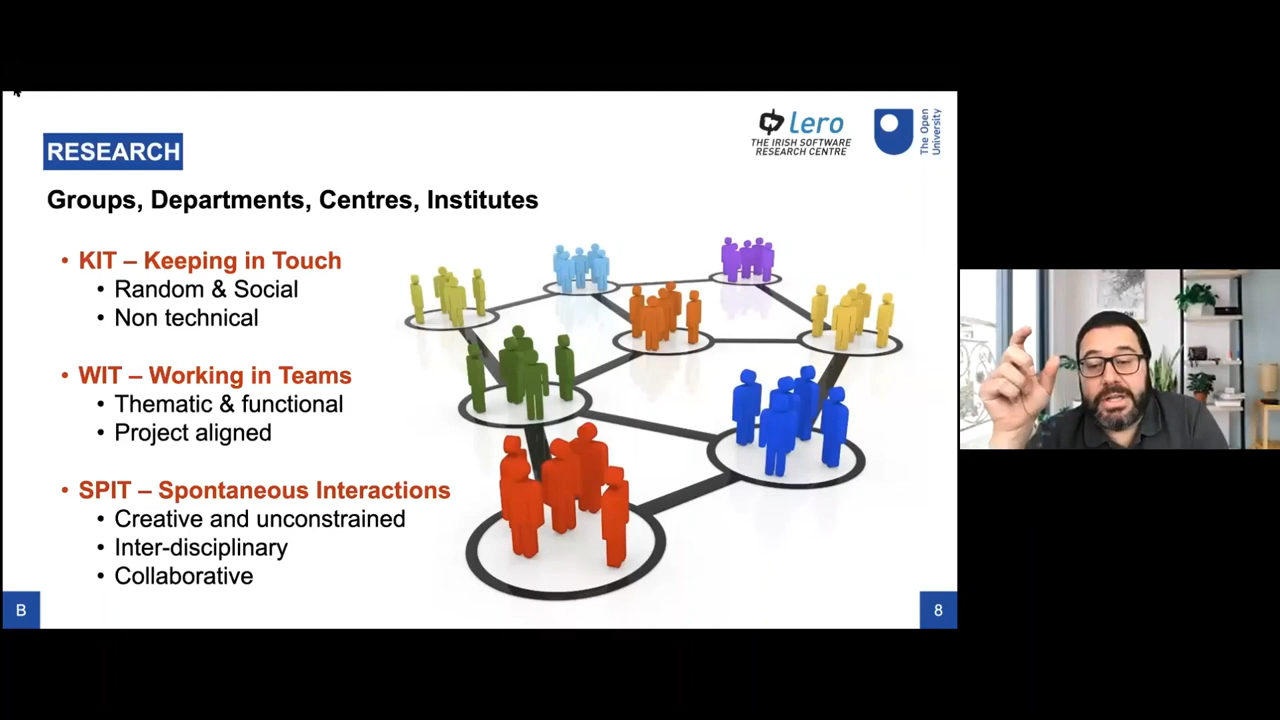 RESEARCH
lero
THE IRISH SOFTWARE
RESEARCH CENTRE
The Open
University
Groups, Departments, Centres, Institutes
• KIT – Keeping in Touch
• Random & Social
• Non technical
• WIT – Working in Teams
• Thematic & functional
• Project aligned
• SPIT – Spontaneous Interactions
• Creative and unconstrained
• Inter-disciplinary
• Collaborative
B
8